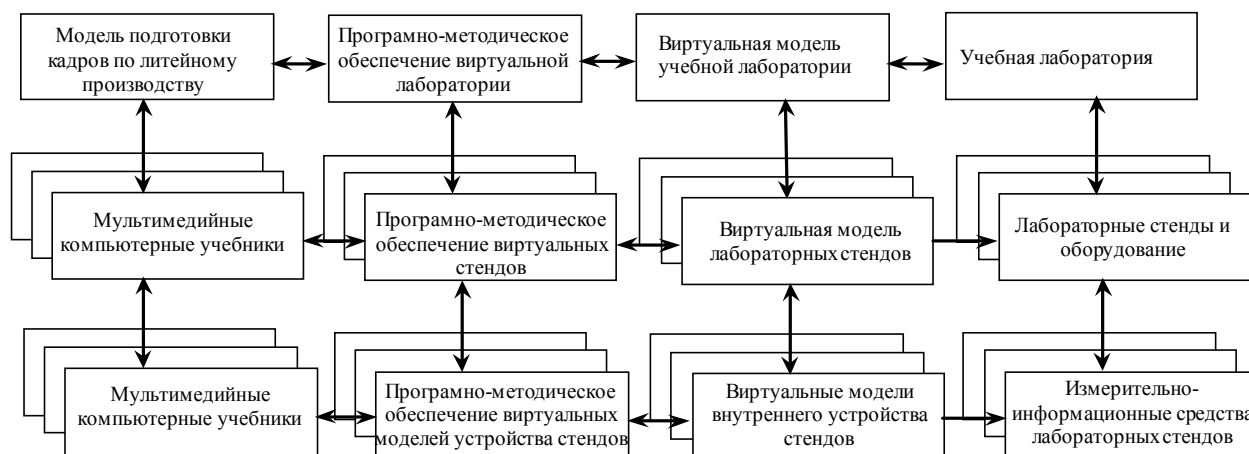 Модель подготовки
кадров по литейному
производству
Програмно-методическое
обеспечение виртуальной
лаборатории
Виртуальная модель
учебной лаборатории
Учебная лаборатория
Мультимедийные
компьютерные учебники
Програмно-методическое
обеспечение виртуальных
стендов
Виртуальная модель
лабораторных стендов
Лабораторные стенды и
оборудование
Мультимедийные
компьютерные учебники
Програмно-методическое
обеспечение виртуальных
моделей устройства стендов
Виртуальные модели
внутреннего устройства
стендов
Измерительно-
информационные средства
лабораторных стендов